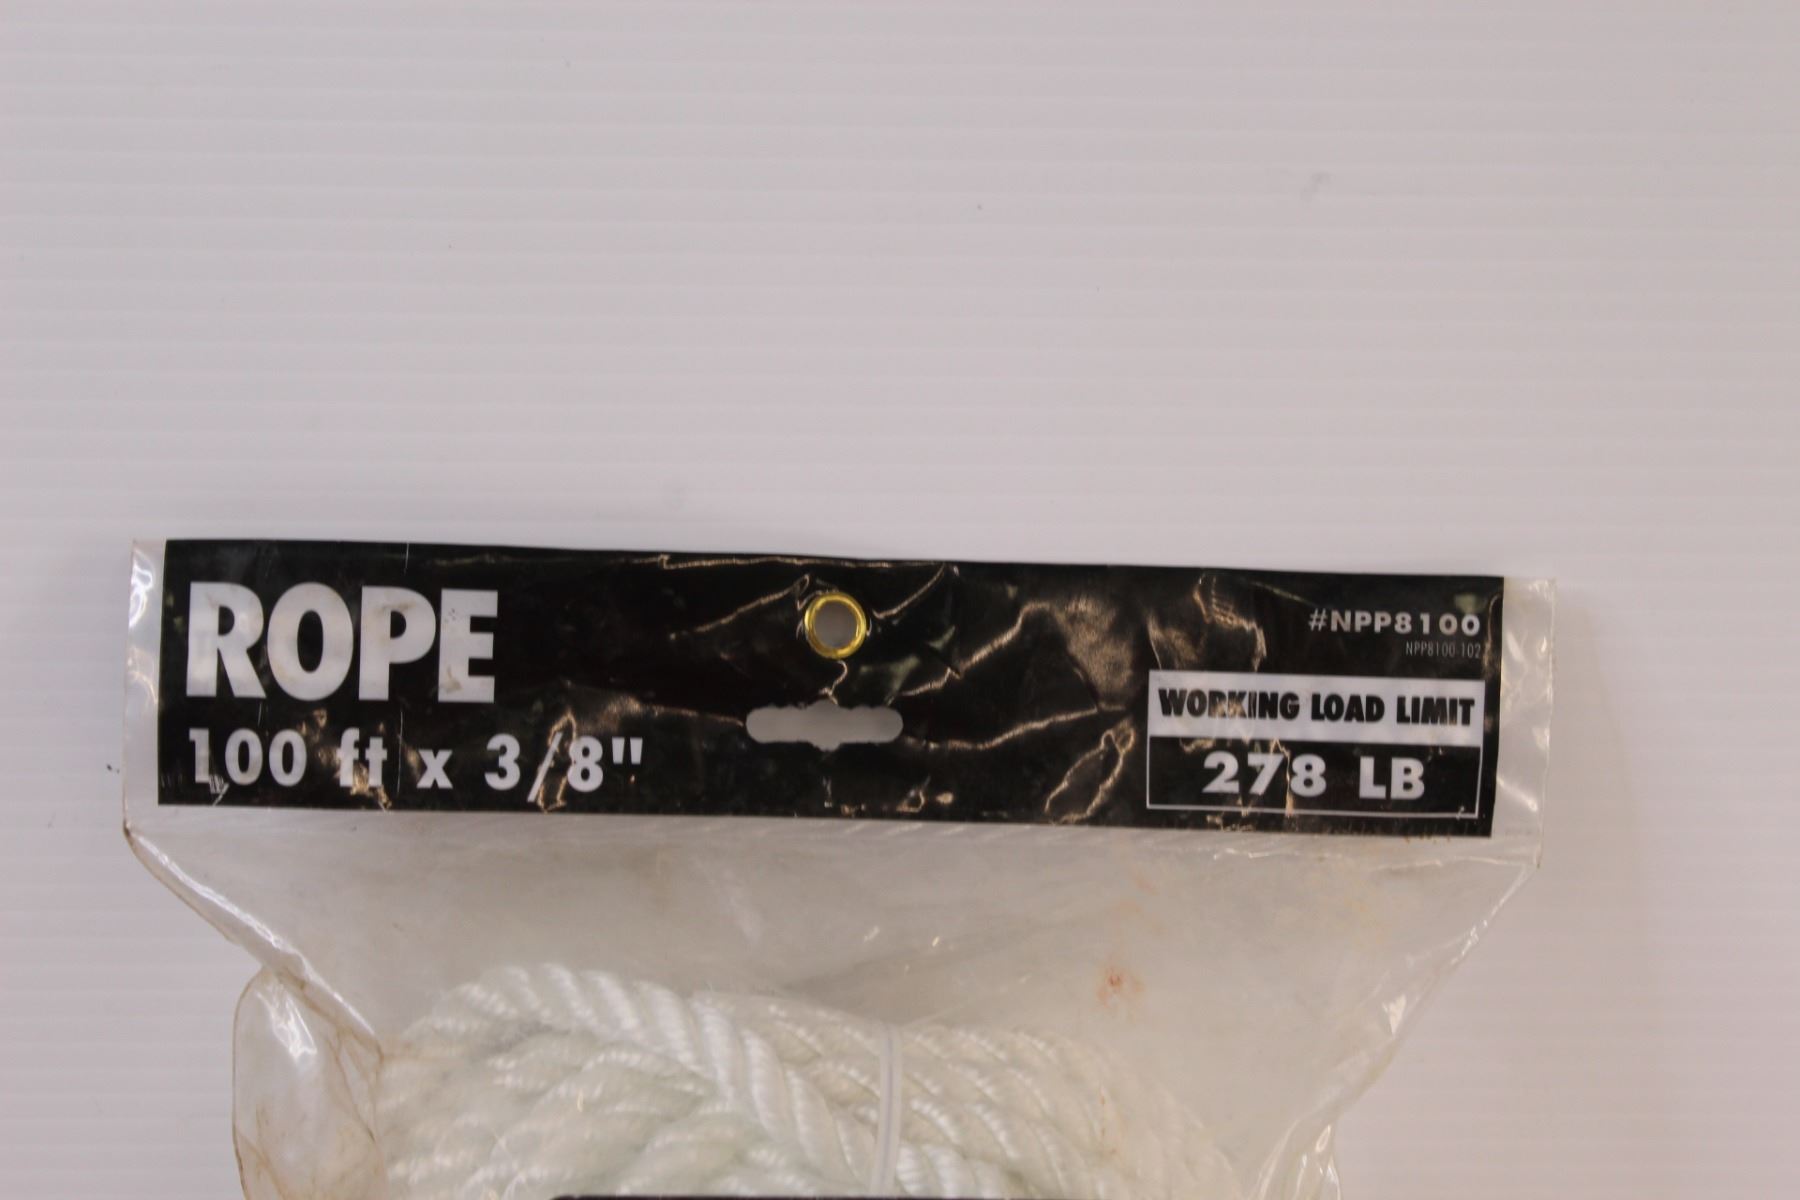 ROPE
100 ft x 3/8"
#NPP8100
NPP8100-102
WORKING LOAD LIMIT
278 LB